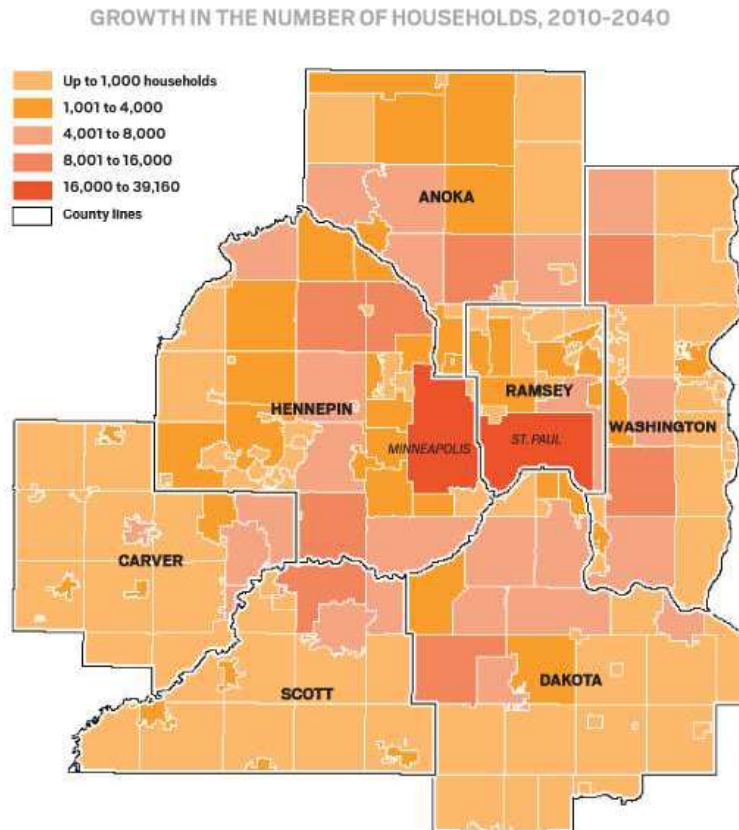 GROWTH IN THE NUMBER OF HOUSEHOLDS, 2010-2040
Up to 1,000 households
1,001 to 4,000
4,001 to 8,000
8,001 to 16,000
16,000 to 39,160
County lines
ANOKA
RAMSEY
HENNEPIN
WASHINGTON
MINNEAPOLIS
ST. PAUL
CARVER
DAKOTA
SCOTT